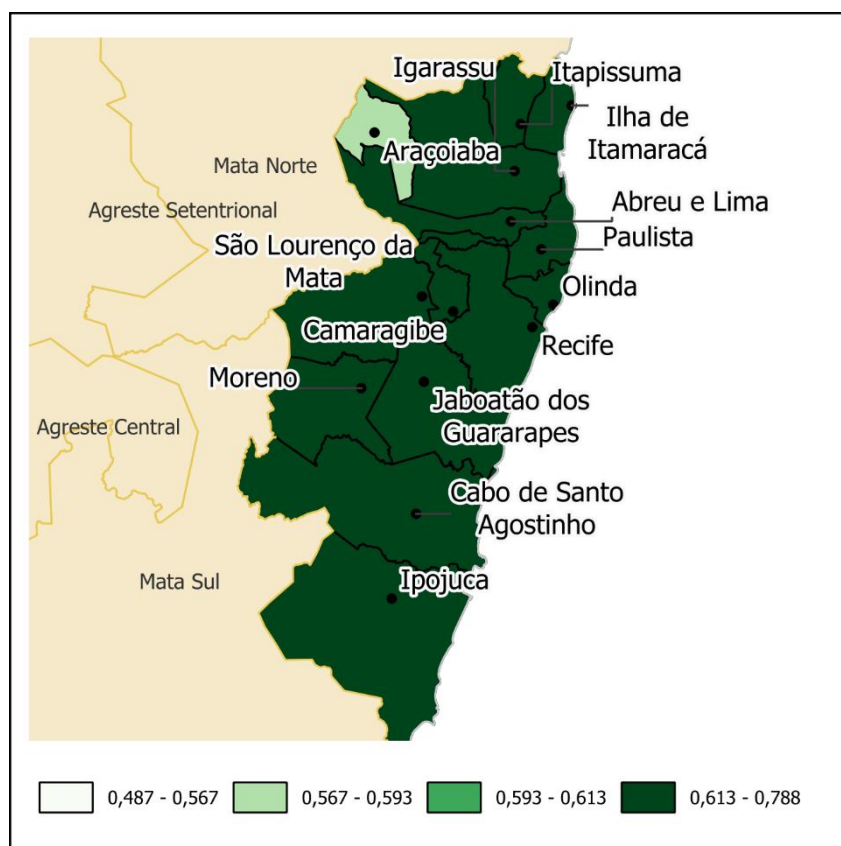 Igarassu
Itapissuma
Ilha de
Itamaracá
Araçoiaba
Mata Norte
Abreu e Lima
Agreste Setentrional
Paulista
São Lourenço da
Mata
Olinda
Camaragibe
Recife
Moreno
Jaboatão dos
Guararapes
Agreste Central
Cabo de Santo
Agostinho
Mata Sul
Ipojuca
0,487 - 0,567
0,567 - 0,593
0,593 - 0,613
0,613 - 0,788